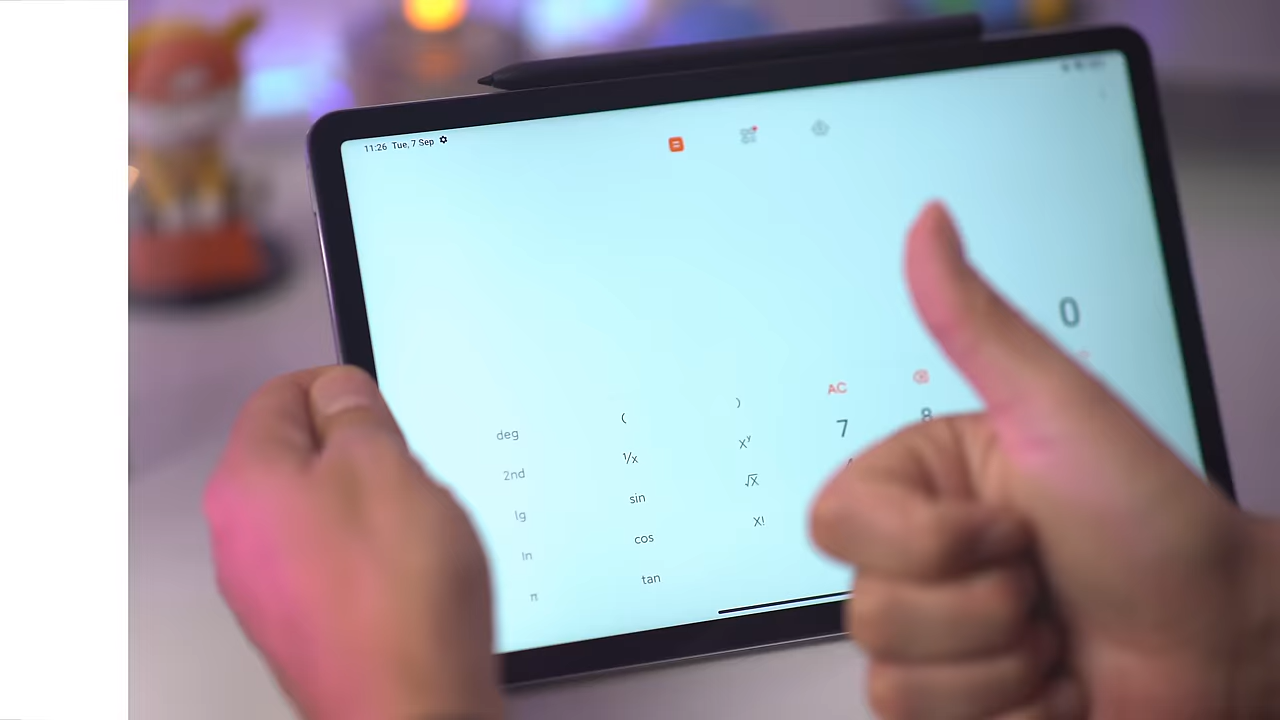 11:26 Tue, 7 Sep
0
AC
( )
7 8
deg
1/x xʸ
2nd
√x
sin
lg
X!
cos
ln
tan
π